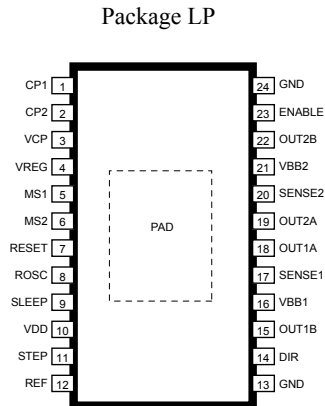 Package LP
CP1 1
CP2 2
VCP 3
VREG 4
MS1 5
MS2 6
RESET 7
ROSC 8
SLEEP 9
VDD 10
STEP 11
REF 12
PAD
24 GND
23 ENABLE
22 OUT2B
21 VBB2
20 SENSE2
19 OUT2A
18 OUT1A
17 SENSE1
16 VBB1
15 OUT1B
14 DIR
13 GND